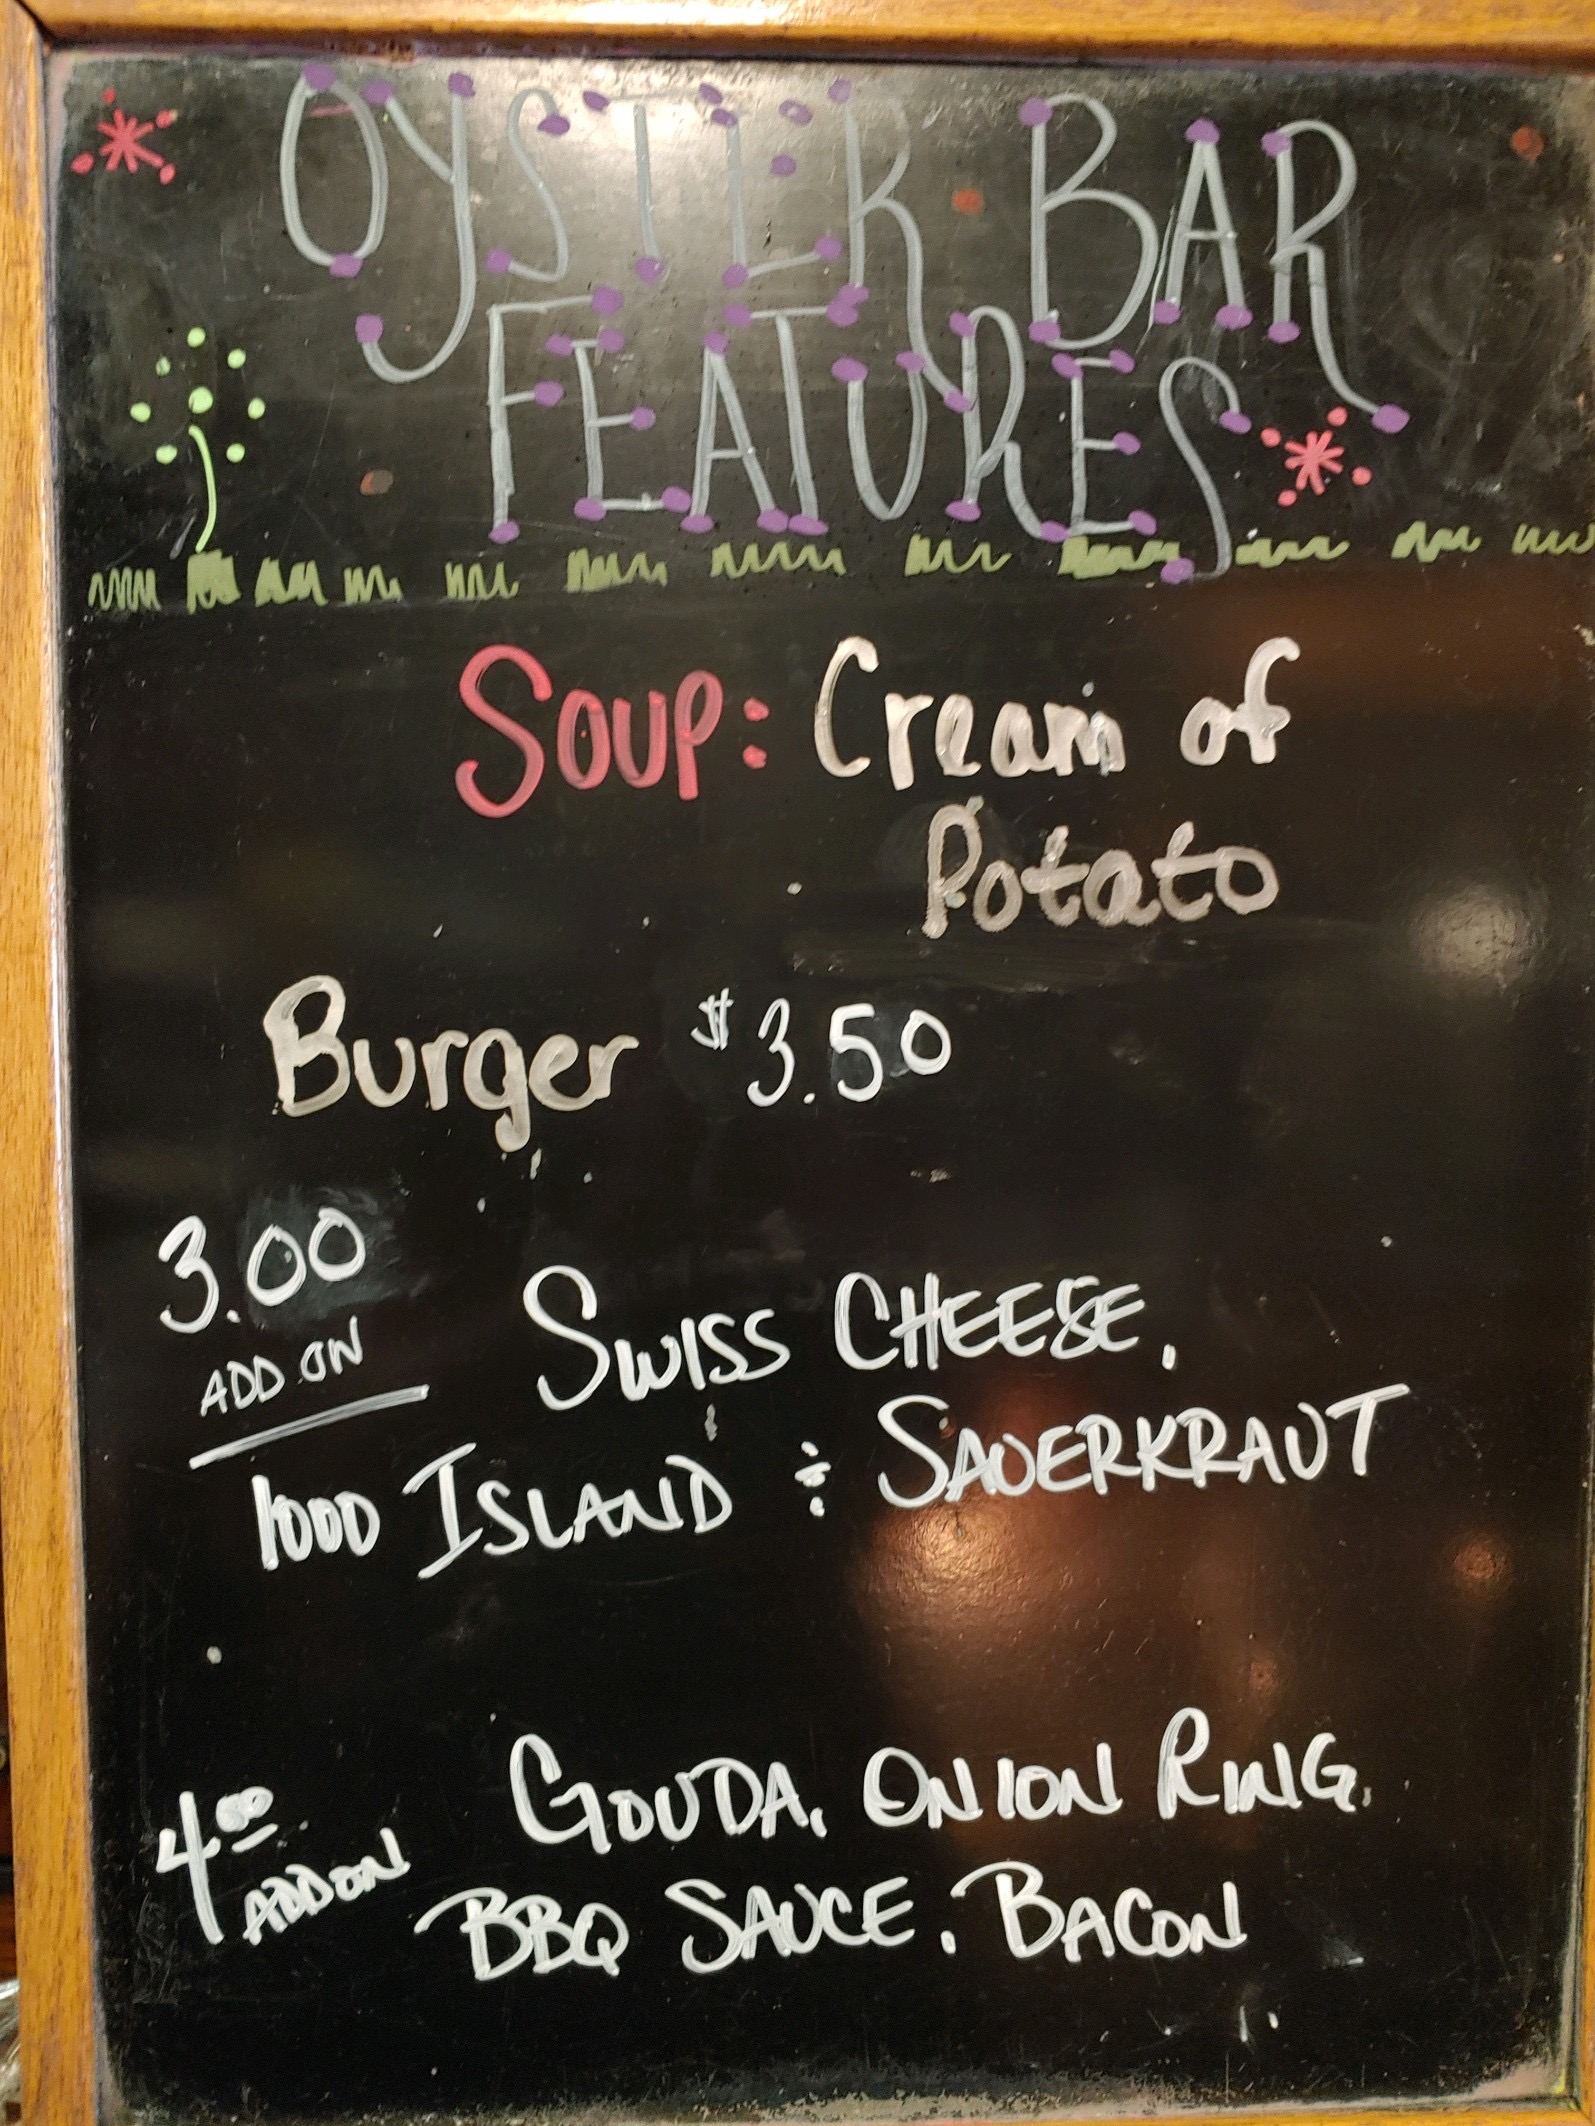 OYSTER BAR
FEATURES
SOUP: Cream of
Potato
Burger $3.50
3.00
ADD ON
SWISS CHEESE,
1000 ISLAND & SAUERKRAUT
4.00
ADD ON
GOUDA, ONION RING,
BBQ SAUCE, BACON